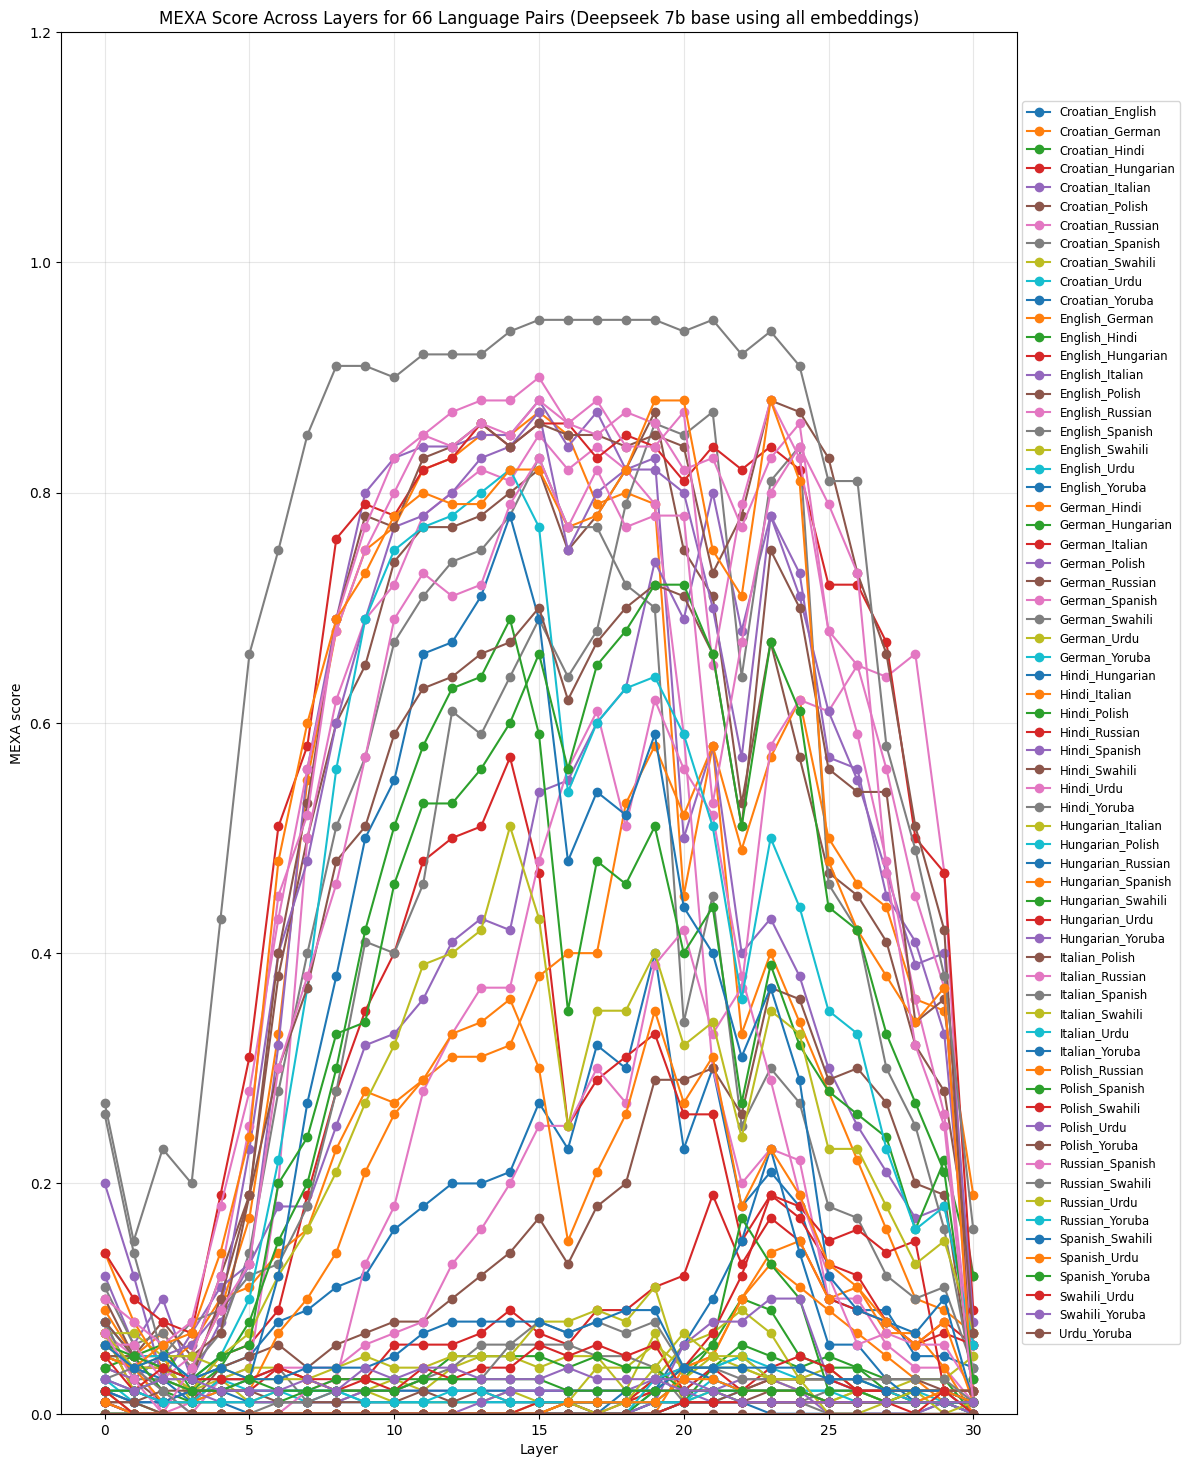 MEXA Score Across Layers for 66 Language Pairs (Deepseek 7b base using all embeddings)
1.2
1.0
0.8
0.6
0.4
0.2
0.0
MEXA score
0
5
10
15
20
25
30
Layer
Croatian_English
Croatian_German
Croatian_Hindi
Croatian_Hungarian
Croatian_Italian
Croatian_Polish
Croatian_Russian
Croatian_Spanish
Croatian_Swahili
Croatian_Urdu
Croatian_Yoruba
English_German
English_Hindi
English_Hungarian
English_Italian
English_Polish
English_Russian
English_Spanish
English_Swahili
English_Urdu
English_Yoruba
German_Hindi
German_Hungarian
German_Italian
German_Polish
German_Russian
German_Spanish
German_Swahili
German_Urdu
German_Yoruba
Hindi_Hungarian
Hindi_Italian
Hindi_Polish
Hindi_Russian
Hindi_Spanish
Hindi_Swahili
Hindi_Urdu
Hindi_Yoruba
Hungarian_Italian
Hungarian_Polish
Hungarian_Russian
Hungarian_Spanish
Hungarian_Swahili
Hungarian_Urdu
Hungarian_Yoruba
Italian_Polish
Italian_Russian
Italian_Spanish
Italian_Swahili
Italian_Urdu
Italian_Yoruba
Polish_Russian
Polish_Spanish
Polish_Swahili
Polish_Urdu
Polish_Yoruba
Russian_Spanish
Russian_Swahili
Russian_Urdu
Russian_Yoruba
Spanish_Swahili
Spanish_Urdu
Spanish_Yoruba
Swahili_Urdu
Swahili_Yoruba
Urdu_Yoruba